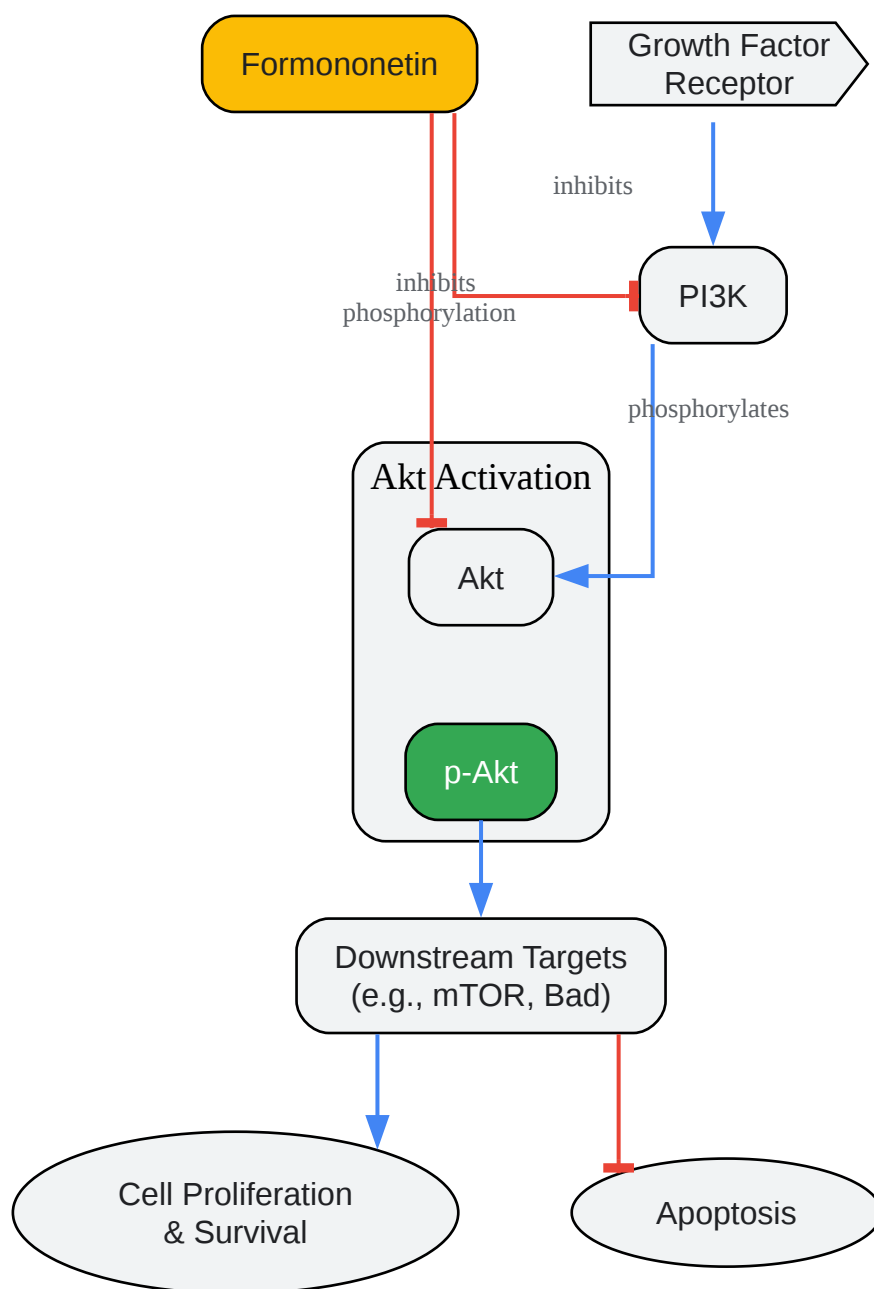 Formononetin
Growth Factor
Receptor
inhibits
inhibits
phosphorylation
PI3K
phosphorylates
Akt Activation
Akt
p-Akt
Downstream Targets
(e.g., mTOR, Bad)
Cell Proliferation
& Survival
Apoptosis